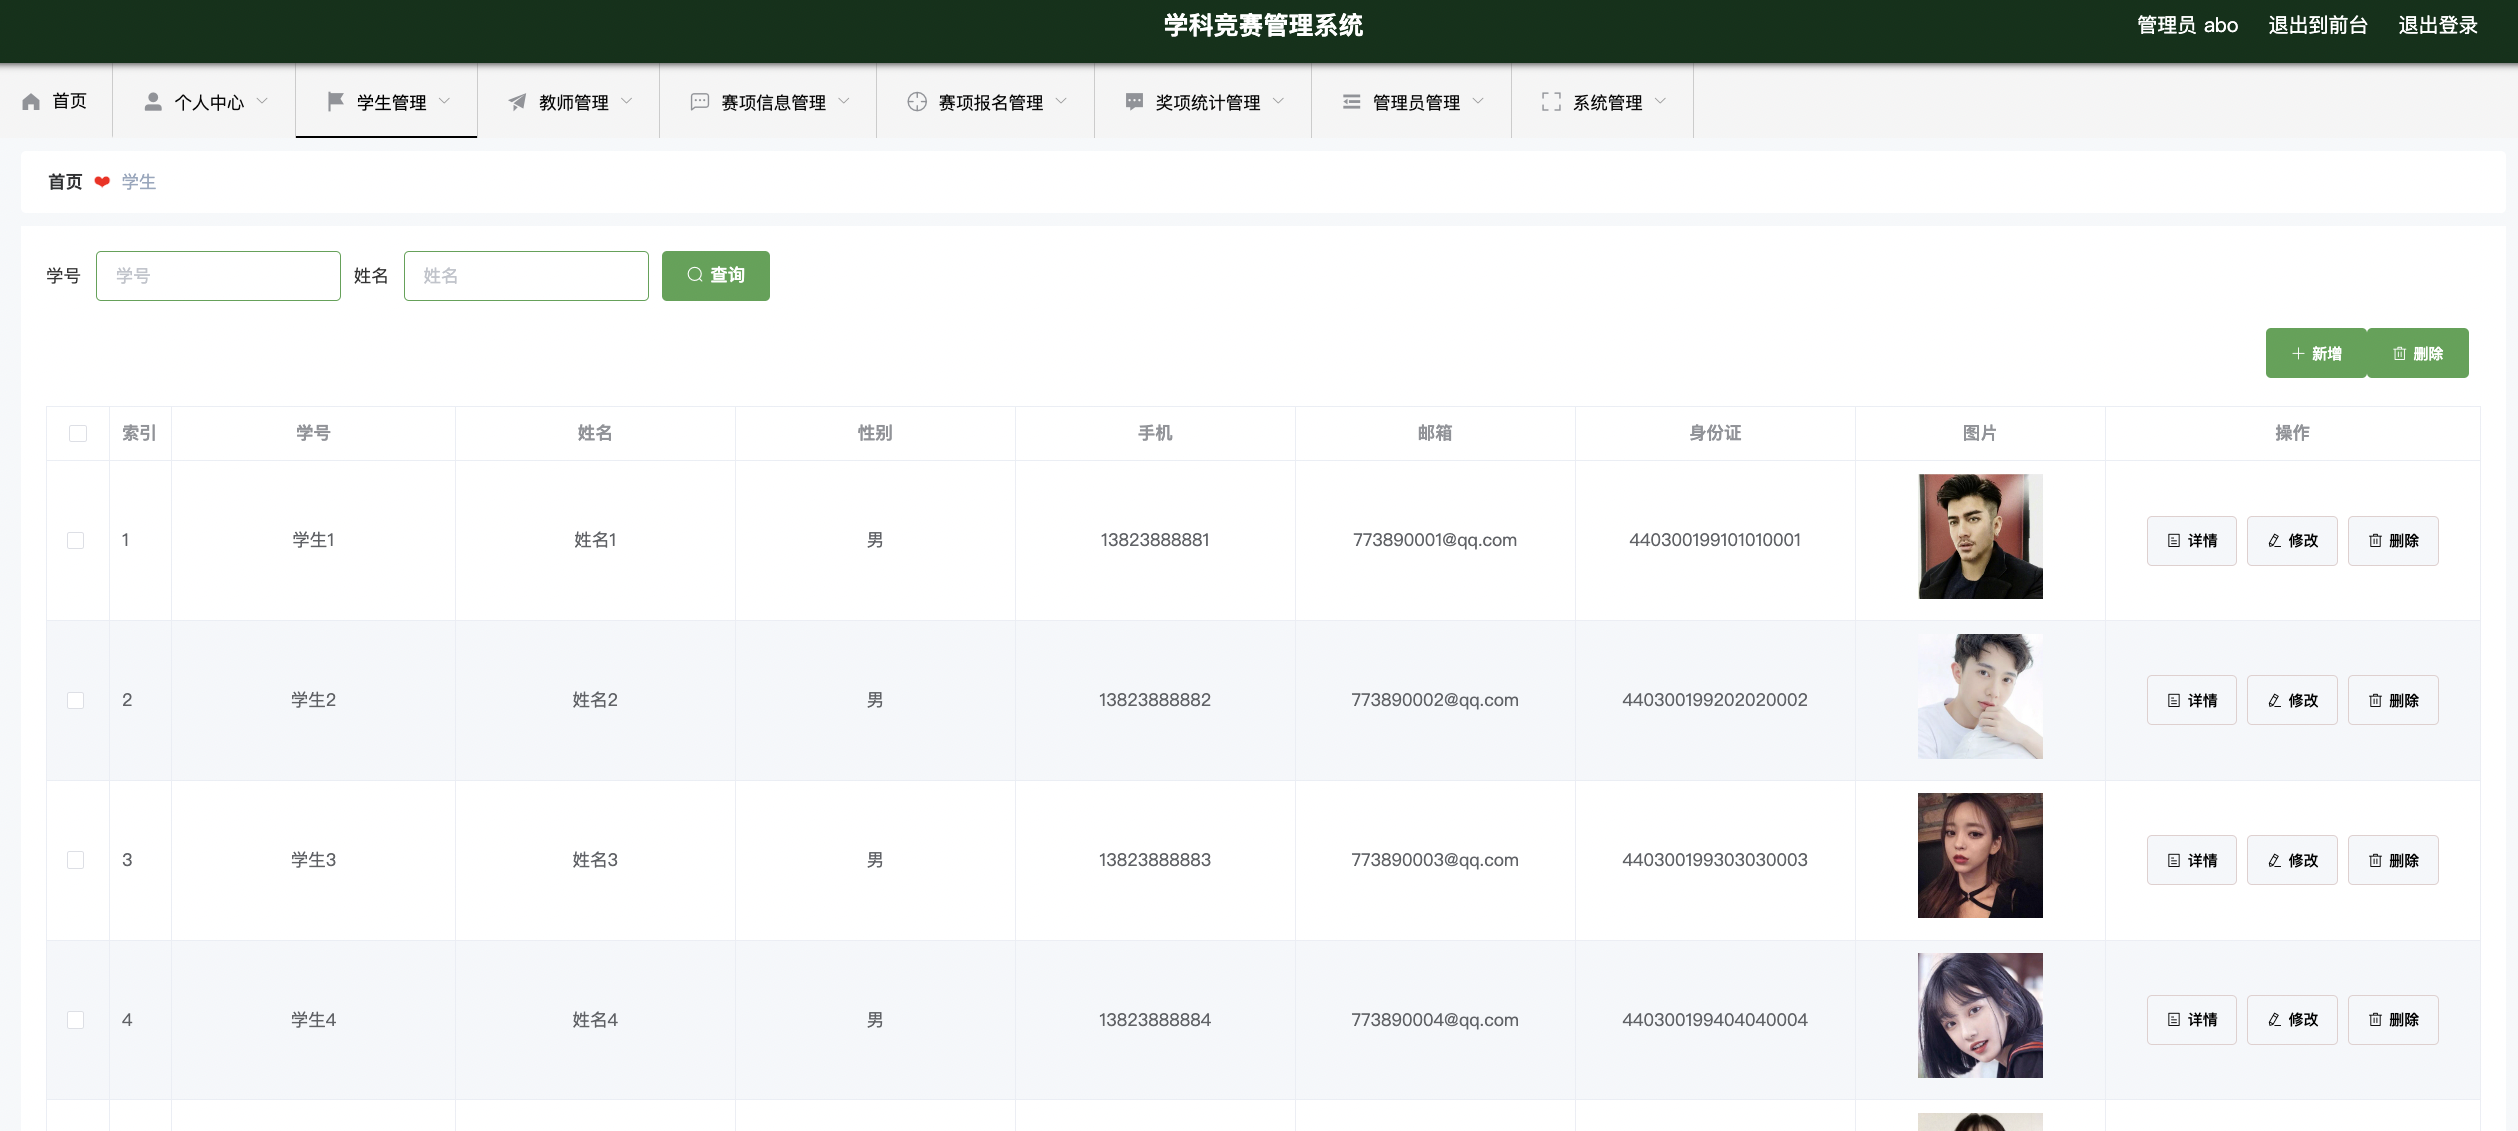 学科竞赛管理系统
管理员 abo 退出到前台 退出登录
首页 个人中心 学生管理 教师管理 赛项信息管理 赛项报名管理 奖项统计管理 管理员管理 系统管理
首页 学生
学号 学号 姓名 姓名 查询
新增 删除
索引 学号 姓名 性别 手机 邮箱 身份证 图片 操作
1 学生1 姓名1 男 13823888881 773890001@qq.com 440300199101010001 详情 修改 删除
2 学生2 姓名2 男 13823888882 773890002@qq.com 440300199202020002 详情 修改 删除
3 学生3 姓名3 男 13823888883 773890003@qq.com 440300199303030003 详情 修改 删除
4 学生4 姓名4 男 13823888884 773890004@qq.com 440300199404040004 详情 修改 删除